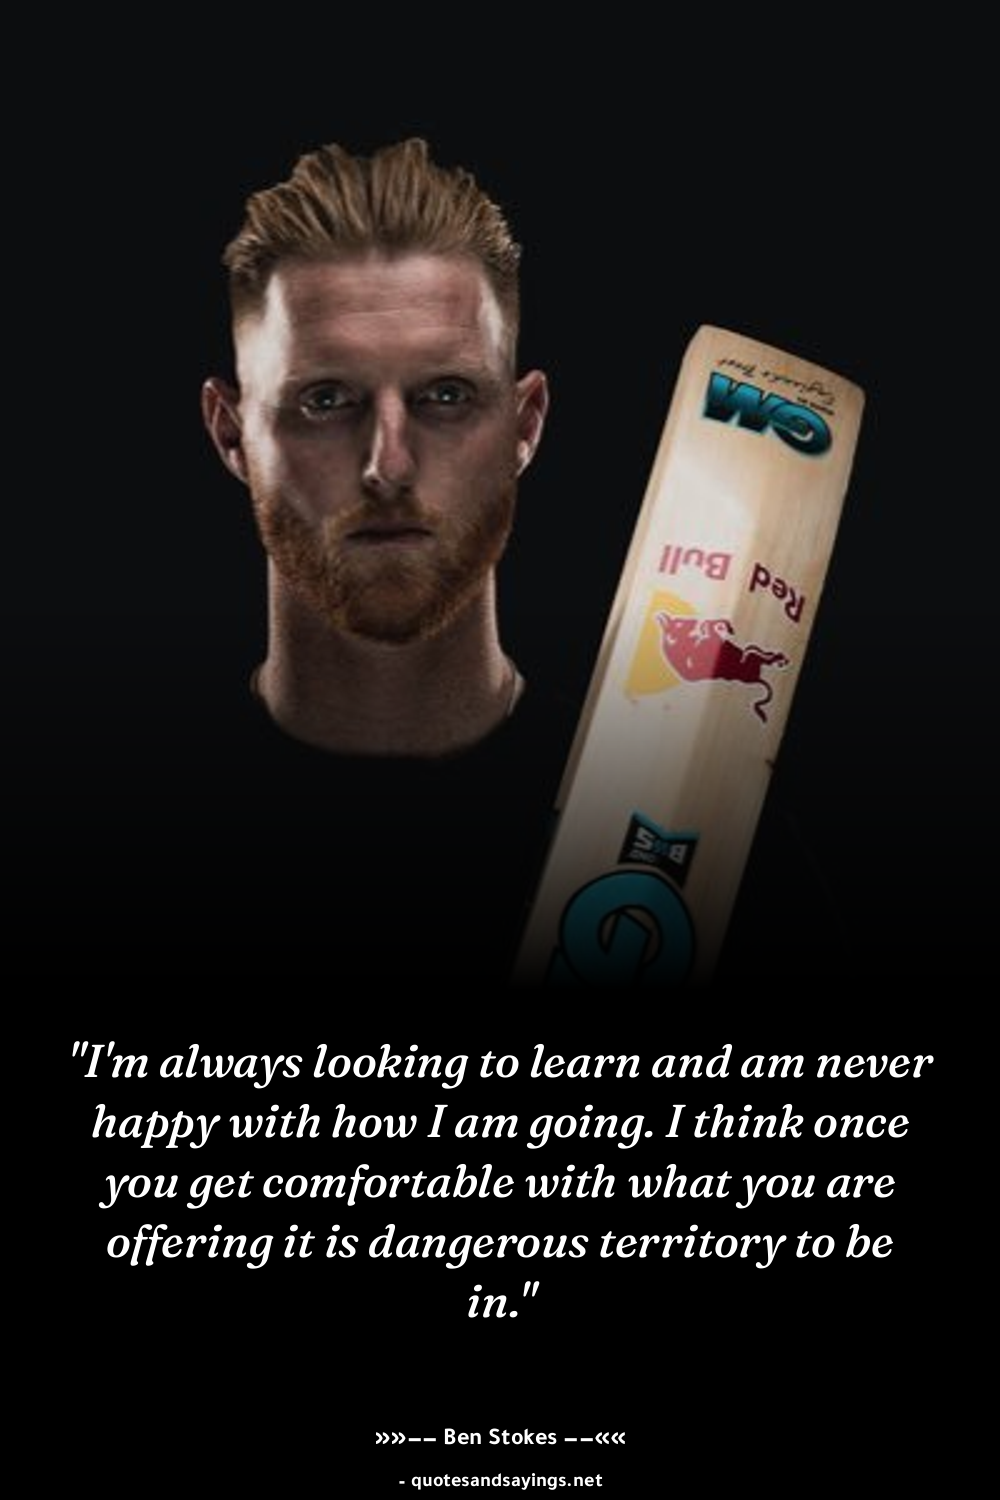 GM
Red Bull
BWS
"I'm always looking to learn and am never
happy with how I am going. I think once
you get comfortable with what you are
offering it is dangerous territory to be
in."
»»–– Ben Stokes ––««
- quotesandsayings.net